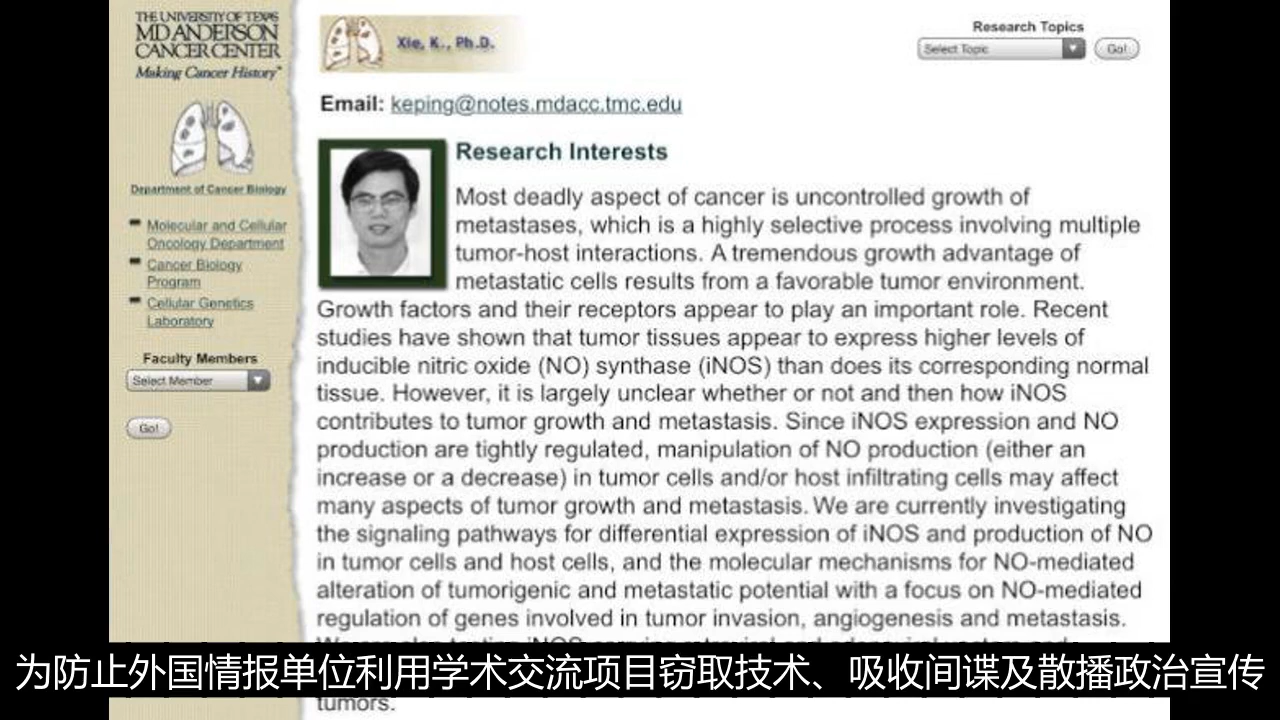 THE UNIVERSITY OF TEXAS
MD ANDERSON
CANCER CENTER
Making Cancer History™
Department of Cancer Biology
Molecular and Cellular
Oncology Department
Cancer Biology
Program
Cellular Genetics
Laboratory
Faculty Members
Select Member
Go!
Xie, K., Ph.D.
Research Topics
Select Topic
Go!
Email: keping@notes.mdacc.tmc.edu
Research Interests
Most deadly aspect of cancer is uncontrolled growth of
metastases, which is a highly selective process involving multiple
tumor-host interactions. A tremendous growth advantage of
metastatic cells results from a favorable tumor environment.
Growth factors and their receptors appear to play an important role. Recent
studies have shown that tumor tissues appear to express higher levels of
inducible nitric oxide (NO) synthase (iNOS) than does its corresponding normal
tissue. However, it is largely unclear whether or not and then how iNOS
contributes to tumor growth and metastasis. Since iNOS expression and NO
production are tightly regulated, manipulation of NO production (either an
increase or a decrease) in tumor cells and/or host infiltrating cells may affect
many aspects of tumor growth and metastasis. We are currently investigating
the signaling pathways for differential expression of iNOS and production of NO
in tumor cells and host cells, and the molecular mechanisms for NO-mediated
alteration of tumorigenic and metastatic potential with a focus on NO-mediated
regulation of genes involved in tumor invasion, angiogenesis and metastasis.
为防止外国情报单位利用学术交流项目窃取技术、吸收间谍及散播政治宣传
tumors.